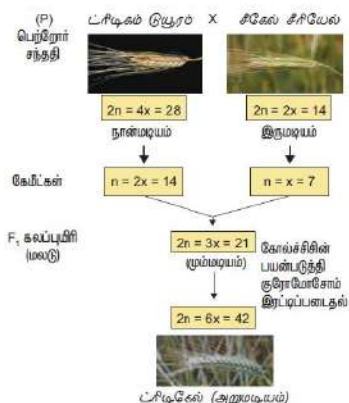 (P) ட்ரிடிகம் டுயூரம் X சீகேல் சீரியேல்
பெற்றோர்
சந்ததி
2n = 4x = 28 2n = 2x = 14
நான்மடியம் இருமடியம்
கேமீட்கள் n = 2x = 14 n = x = 7
F₁ கலப்புயிரி
(மலடு)
2n = 3x = 21
(மும்மடியம்)
கோல்ச்சிசின்
பயன்படுத்தி
குரோமோசோம்
இரட்டிப்படைதல்
2n = 6x = 42
ட்ரிடிகேல் (அறுமடியம்)